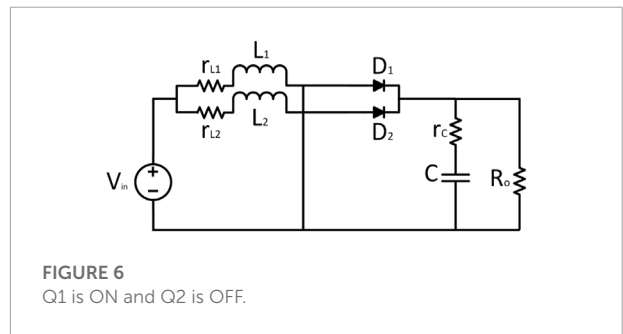 L₁
rL1
D₁
L₂
rL2
D₂
rC
Vin
+
−
C
Rₒ
FIGURE 6
Q1 is ON and Q2 is OFF.